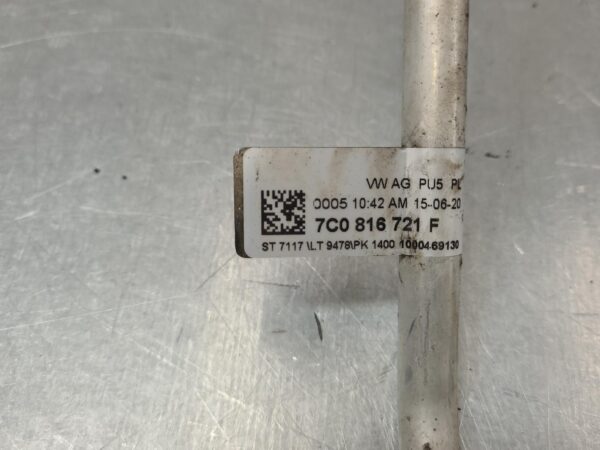 VW AG PU5 PL
0005 10:42 AM 15-06-20
7C0 816 721 F
ST 7117 \LT 9478\PK 1400 1000469130